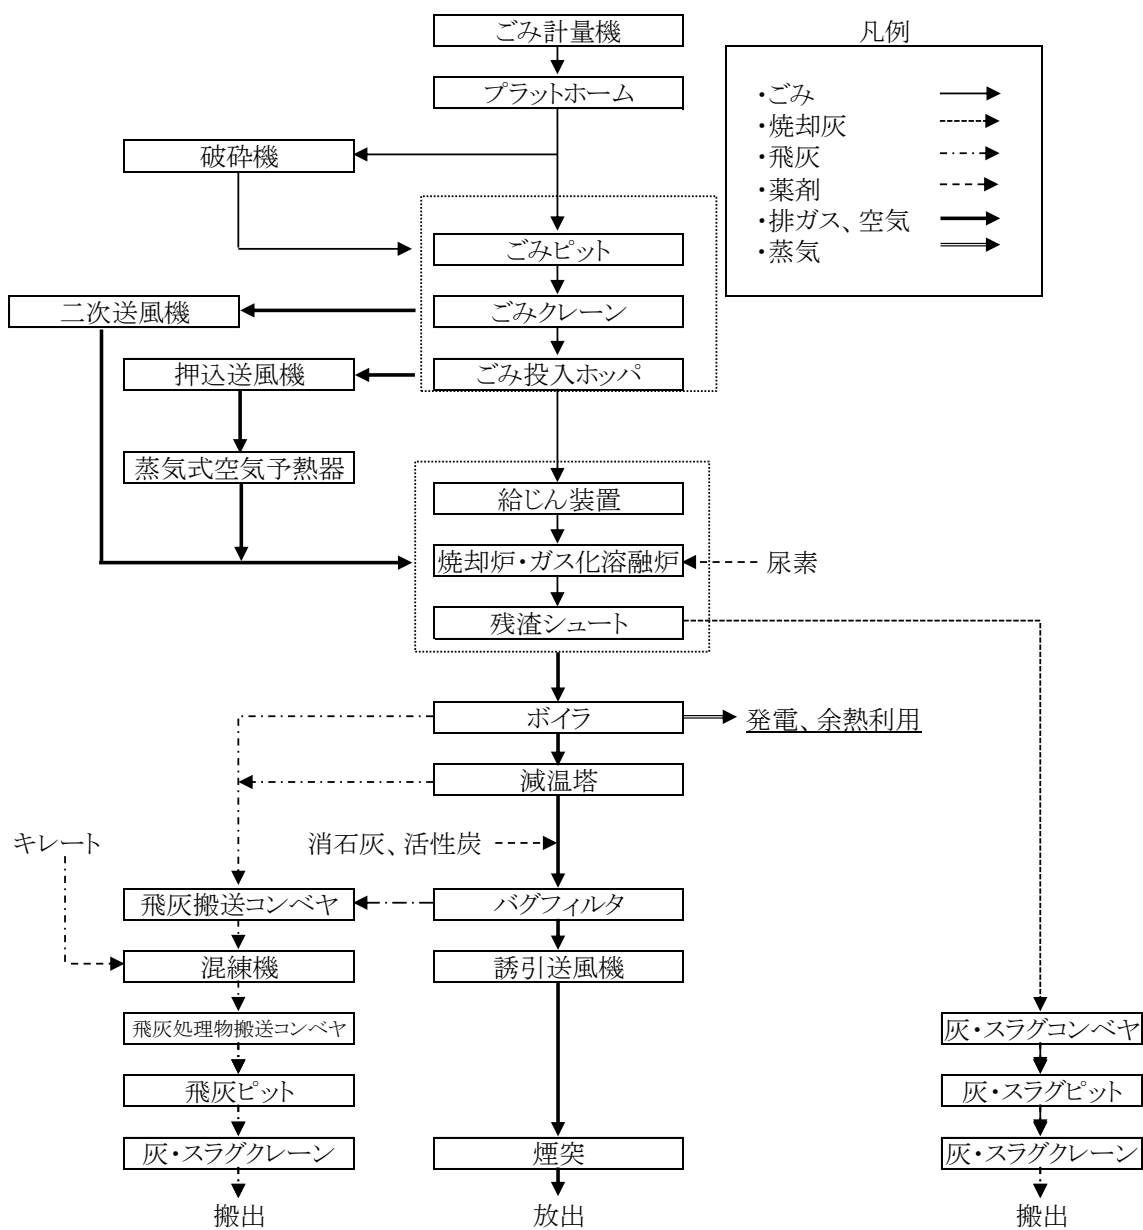 ごみ計量機
凡例
プラットホーム
・ごみ
・焼却灰
・飛灰
・薬剤
・排ガス、空気
・蒸気
破砕機
ごみピット
二次送風機
ごみクレーン
押込送風機
ごみ投入ホッパ
蒸気式空気予熱器
給じん装置
焼却炉・ガス化溶融炉
尿素
残渣シュート
ボイラ
発電、余熱利用
減温塔
キレート
消石灰、活性炭
飛灰搬送コンベヤ
バグフィルタ
混練機
誘引送風機
飛灰処理物搬送コンベヤ
灰・スラグコンベヤ
飛灰ピット
灰・スラグピット
灰・スラグクレーン
煙突
灰・スラグクレーン
搬出
放出
搬出